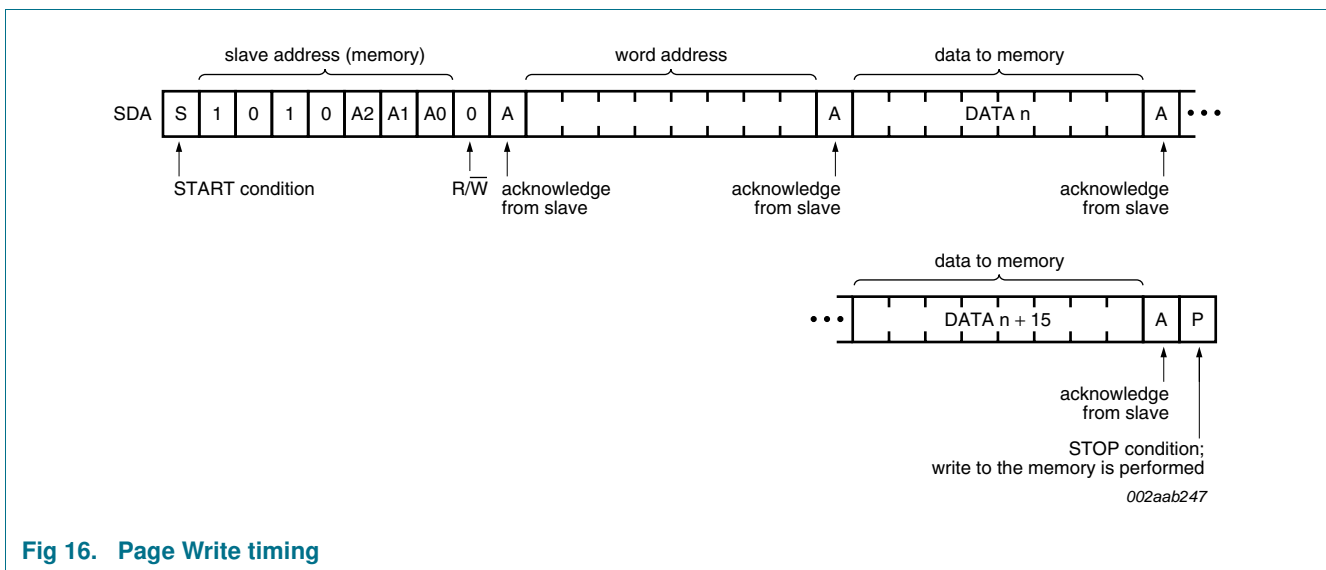 slave address (memory) word address data to memory
SDA S 1 0 1 0 A2 A1 A0 0 A A DATA n A •••
START condition R/W̅ acknowledge from slave acknowledge from slave acknowledge from slave
data to memory
••• DATA n + 15 A P
acknowledge
from slave
STOP condition;
write to the memory is performed
002aab247
Fig 16. Page Write timing